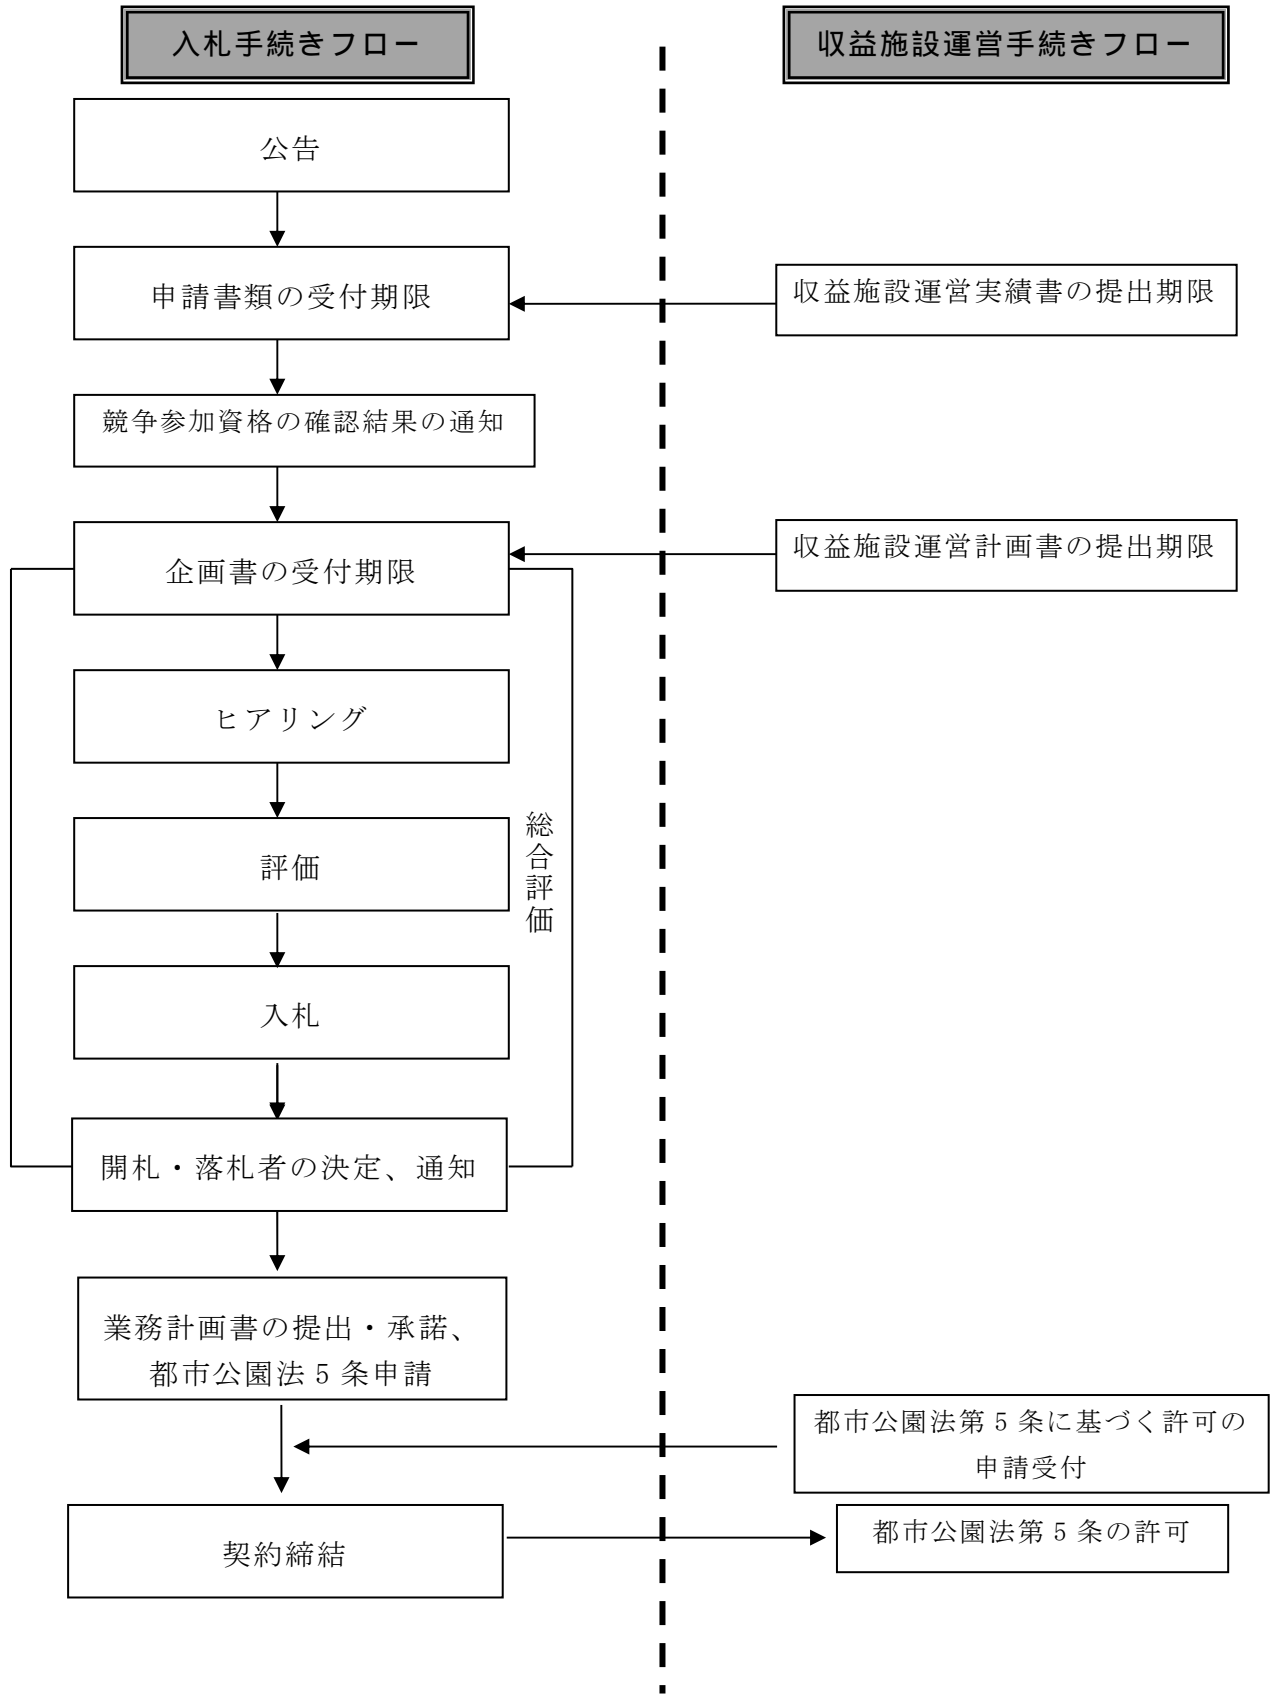 入札手続きフロー
収益施設運営手続きフロー
公告
申請書類の受付期限
収益施設運営実績書の提出期限
競争参加資格の確認結果の通知
企画書の受付期限
収益施設運営計画書の提出期限
ヒアリング
評価
総合評価
入札
開札・落札者の決定、通知
業務計画書の提出・承諾、
都市公園法5条申請
都市公園法第5条に基づく許可の
申請受付
契約締結
都市公園法第5条の許可